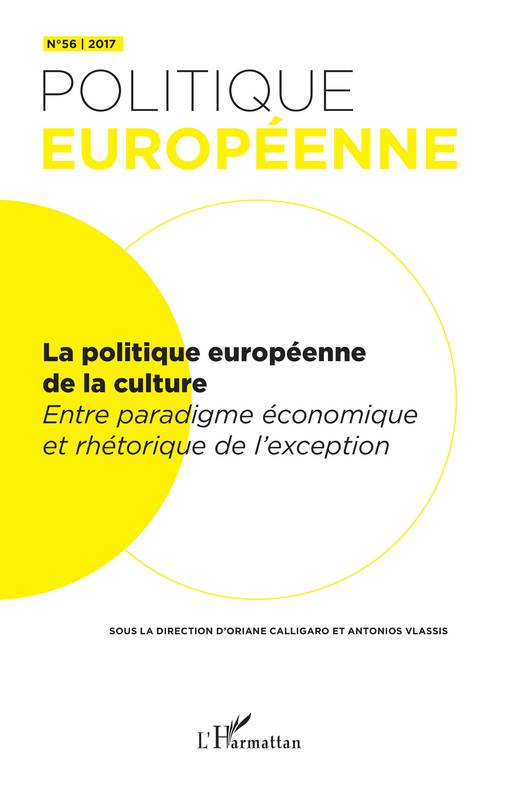 N°56 | 2017
POLITIQUE
EUROPÉENNE
La politique européenne
de la culture
Entre paradigme économique
et rhétorique de l’exception
SOUS LA DIRECTION D’ORIANE CALLIGARO ET ANTONIOS VLASSIS
L’Harmattan